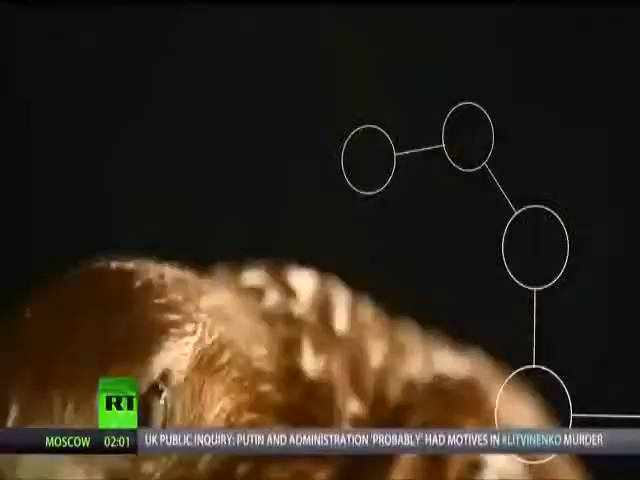 RT
MOSCOW 02:01 UK PUBLIC INQUIRY: PUTIN AND ADMINISTRATION 'PROBABLY' HAD MOTIVES IN #LITVINENKO MURDER